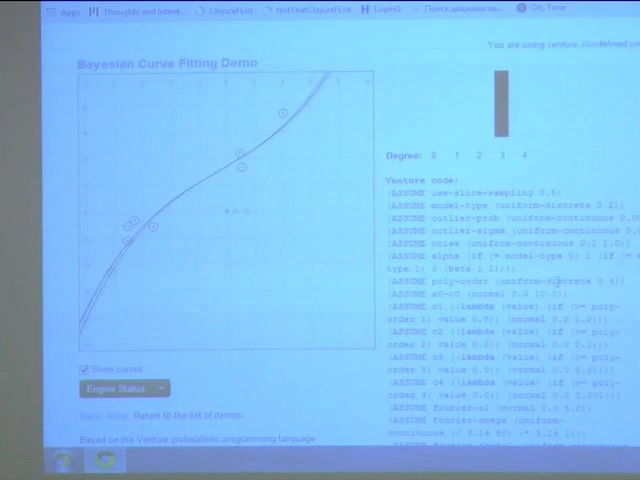 Apps Thoughts and Intent... ClojureList NotThatClojureList
You are using venture://undefined
Bayesian Curve Fitting Demo
Degree: 0 1 2 3 4
Venture code:
(ASSUME use-slice-sampling 0.5)
(ASSUME model-type (uniform-discrete 0 2)
(ASSUME outlier-prob (uniform-continuous 0.00
(ASSUME outlier-sigma (uniform-continuous 0.0
(ASSUME noise (uniform-continuous 0.1 1.0))
(ASSUME alpha (if (= model-type 0) 1 (if (=
type 1) 0 (beta 1 1))))
(ASSUME poly-order (uniform-discrete 0 4))
(ASSUME a0-c0 (normal 0.0 10.0))
(ASSUME c1 ((lambda (value) (if (>= poly-
order 1) value 0.0)) (normal 0.0 1.0)))
(ASSUME c2 ((lambda (value) (if (>= poly-
order 2) value 0.0)) (normal 0.0 0.1)))
(ASSUME c3 ((lambda (value) (if (>= poly-
order 3) value 0.0)) (normal 0.0 0.01)))
(ASSUME c4 ((lambda (value) (if (>= poly-
order 4) value 0.0)) (normal 0.0 0.001)))
(ASSUME fourier-a1 (normal 0.0 5.0))
(ASSUME fourier-omega (uniform-
continuous (/ 3.14 50) (* 3.14 1)))
Show curves
Engine Status
Return to the list of demos
Based on the Venture probabilistic programming language